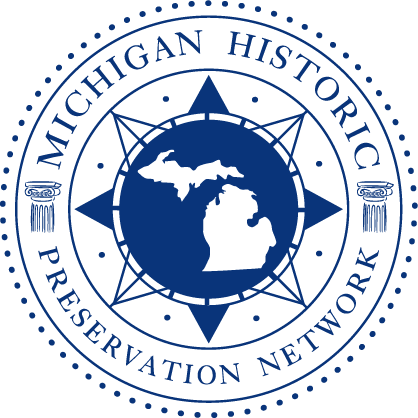 MICHIGAN HISTORIC
PRESERVATION NETWORK